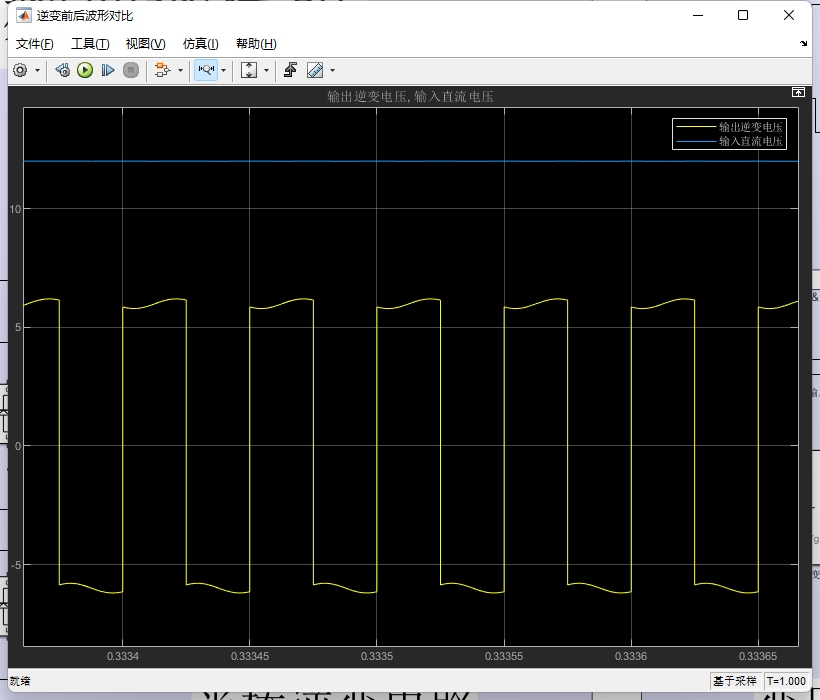 逆变前后波形对比
文件(F) 工具(T) 视图(V) 仿真(I) 帮助(H)
输出逆变电压, 输入直流电压
输出逆变电压
输入直流电压
10
5
0
-5
0.3334 0.33345 0.3335 0.33355 0.3336 0.33365
就绪 基于采样 T=1.000